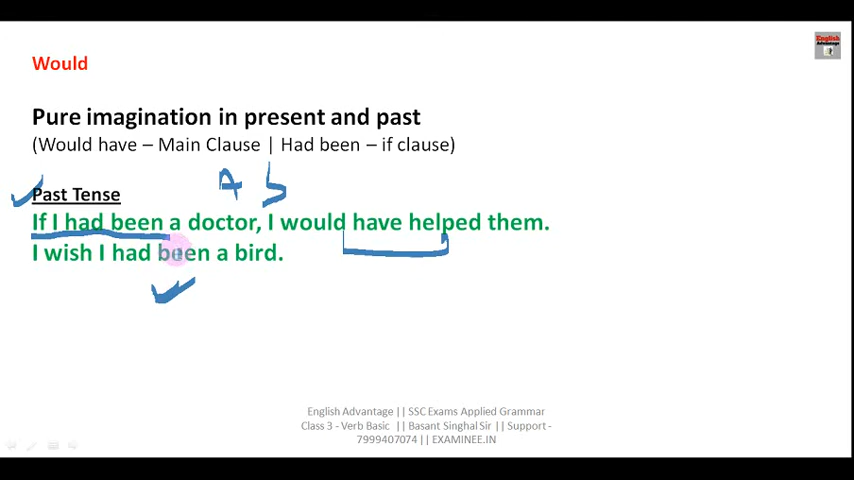 English
Advantage
Would
Pure imagination in present and past
(Would have – Main Clause | Had been – if clause)
Past Tense
If I had been a doctor, I would have helped them.
I wish I had been a bird.
English Advantage || SSC Exams Applied Grammar
Class 3 - Verb Basic || Basant Singhal Sir || Support -
7999407074 || EXAMINEE.IN